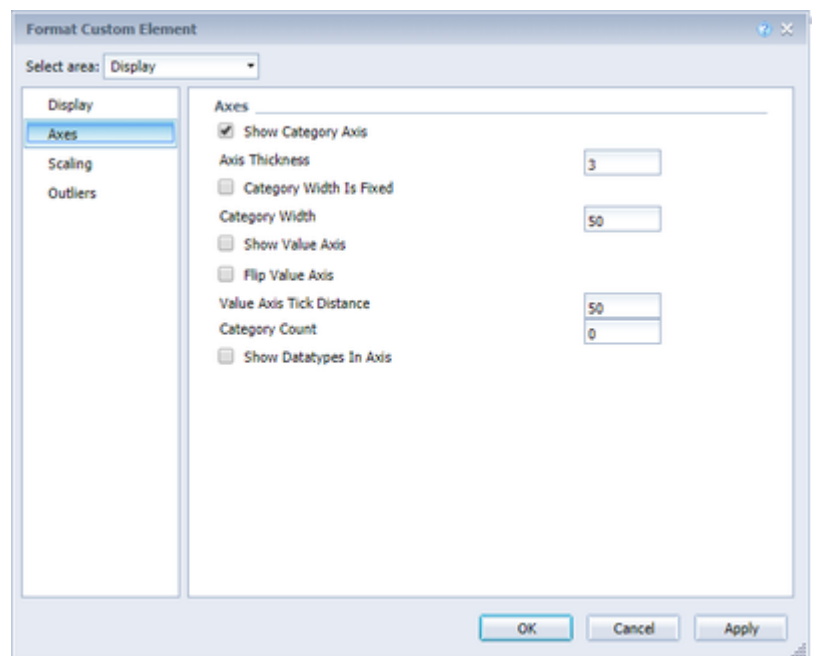 Format Custom Element
Select area: Display
Display
Axes
Scaling
Outliers
Axes
Show Category Axis
Axis Thickness 3
Category Width Is Fixed
Category Width 50
Show Value Axis
Flip Value Axis
Value Axis Tick Distance 50
Category Count 0
Show Datatypes In Axis
OK Cancel Apply